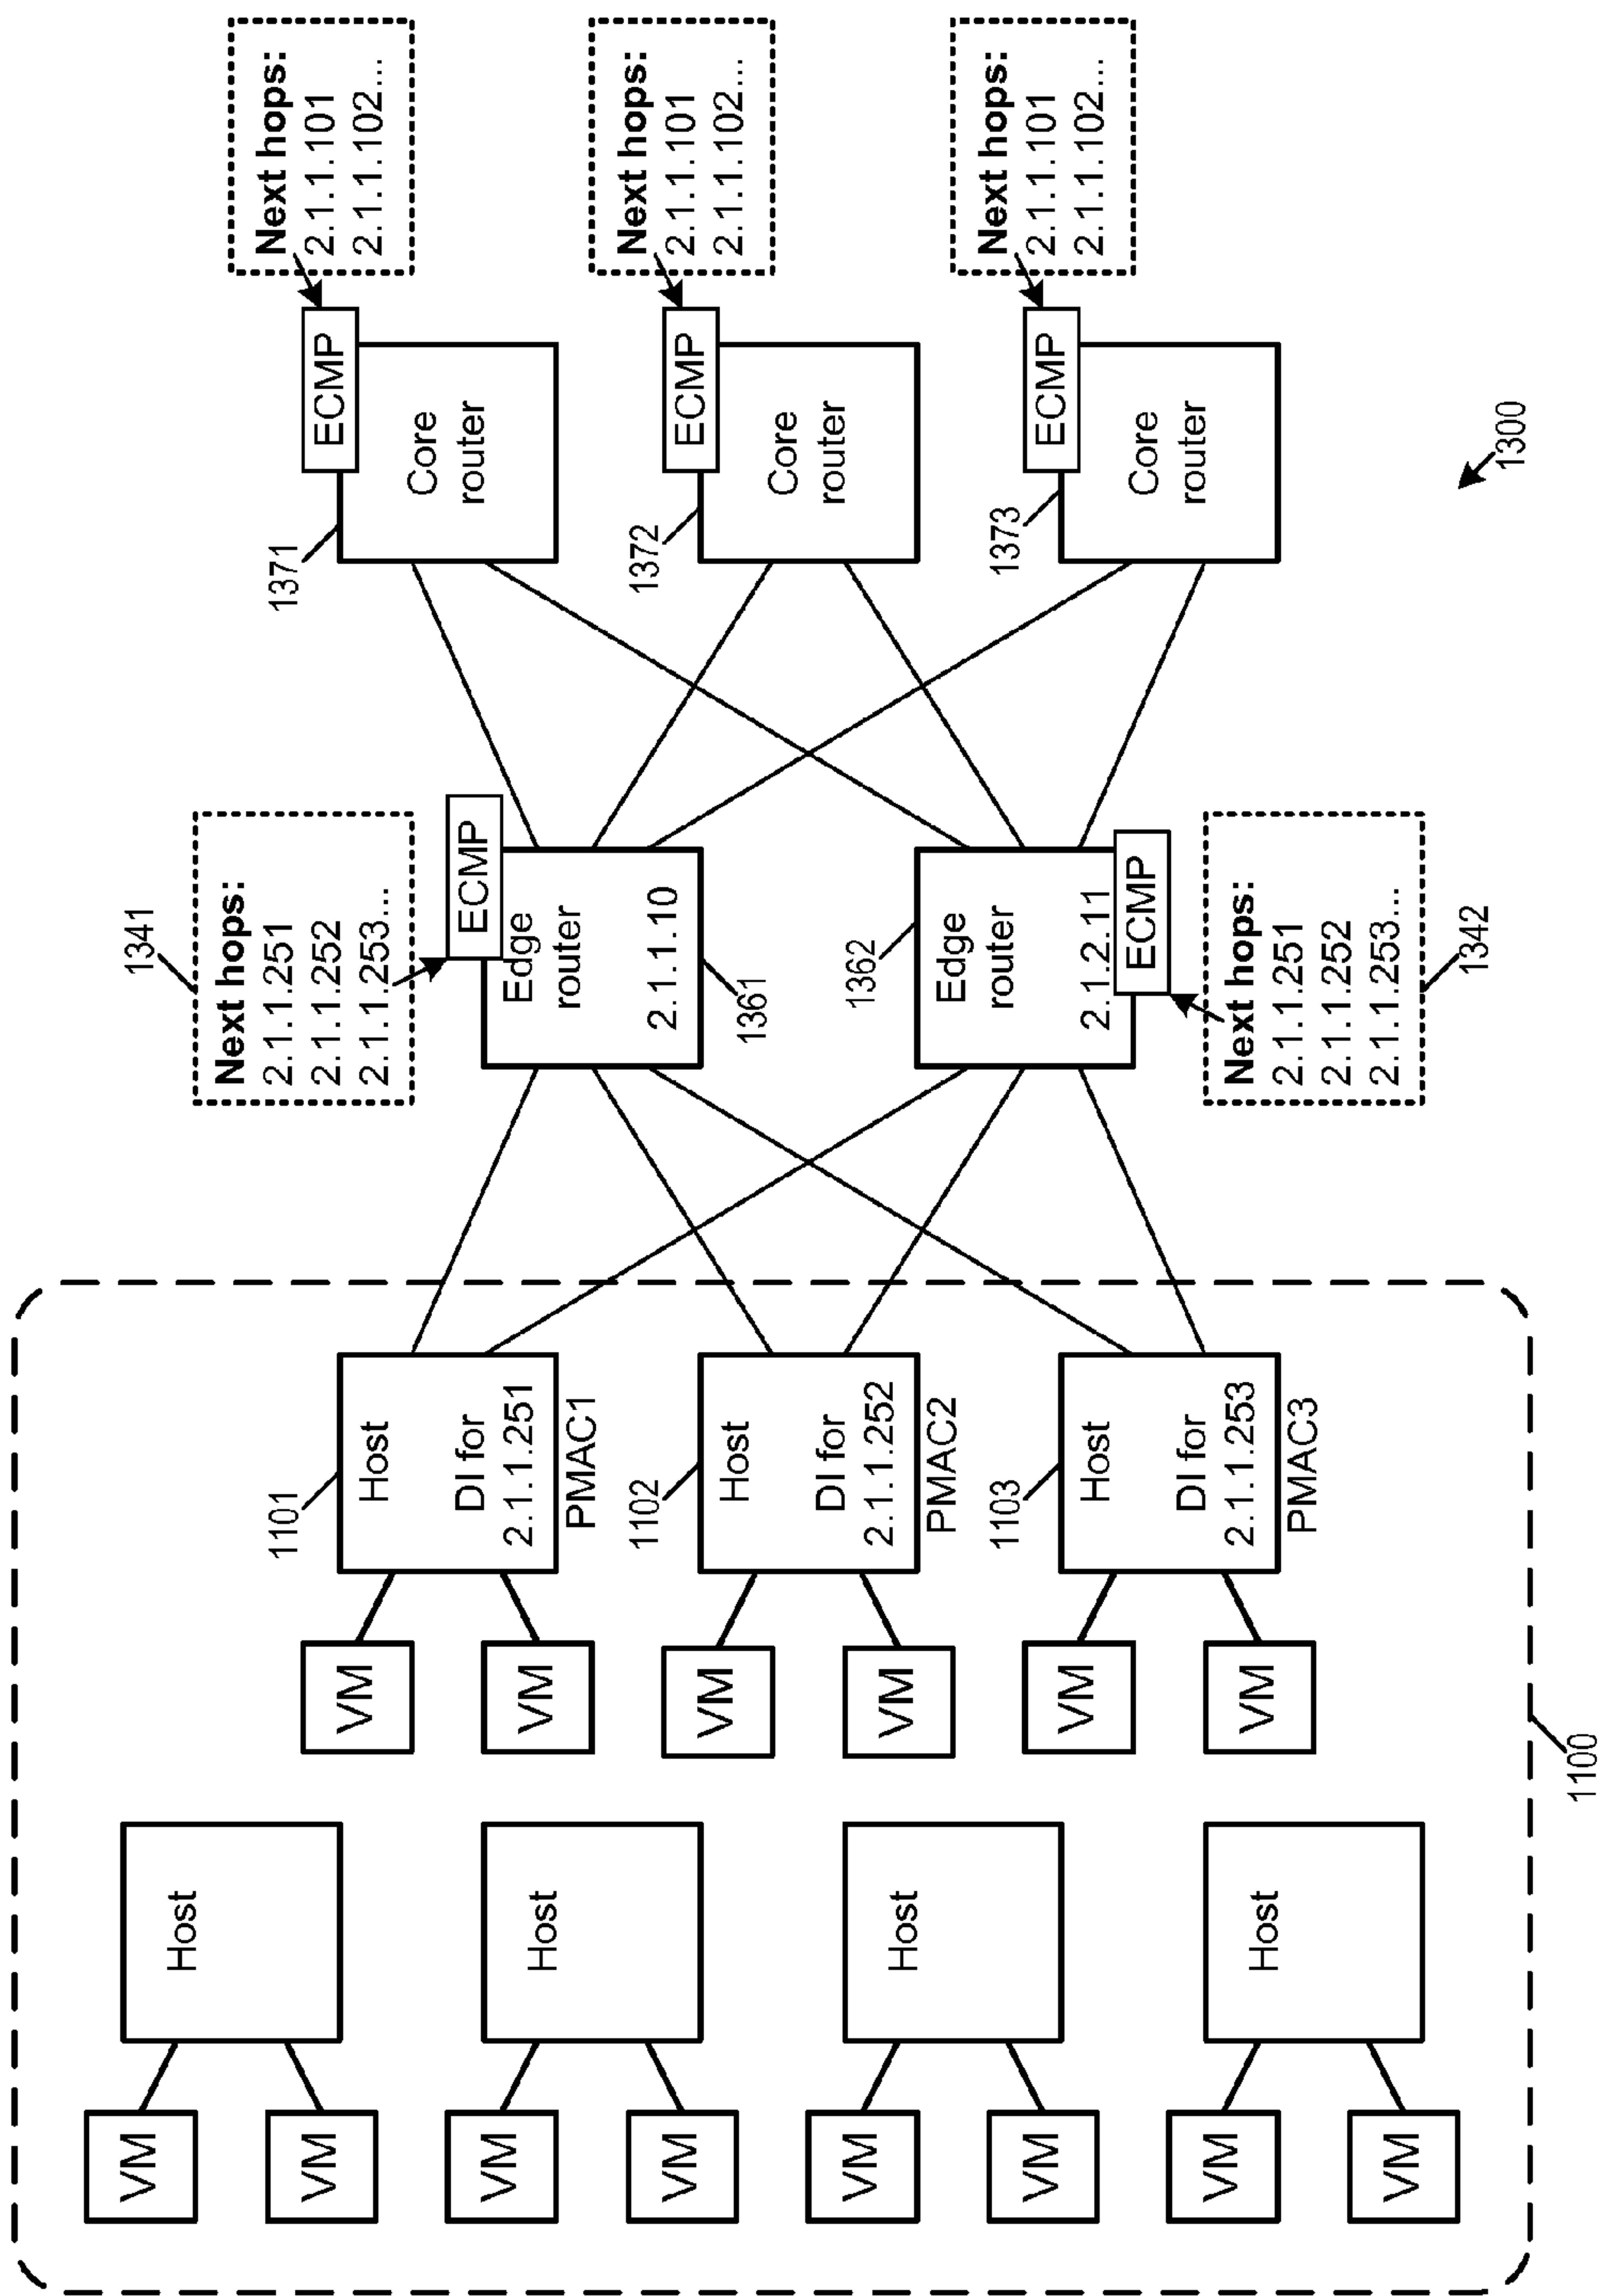 VM
VM
VM
VM
VM
VM
VM
VM
Host
Host
Host
Host
1100
VM
VM
VM
VM
VM
VM
1101
Host
DI for
2.1.1.251
PMAC1
1102
Host
DI for
2.1.1.252
PMAC2
1103
Host
DI for
2.1.1.253
PMAC3
1341
Next hops:
2.1.1.251
2.1.1.252
2.1.1.253...
ECMP
Edge
router
2.1.1.10
1361
1362
Edge
router
2.1.2.11
ECMP
Next hops:
2.1.1.251
2.1.1.252
2.1.1.253...
1342
1371
Core
router
ECMP
Next hops:
2.1.1.101
2.1.1.102...
1372
Core
router
ECMP
Next hops:
2.1.1.101
2.1.1.102...
1373
Core
router
ECMP
Next hops:
2.1.1.101
2.1.1.102...
1300